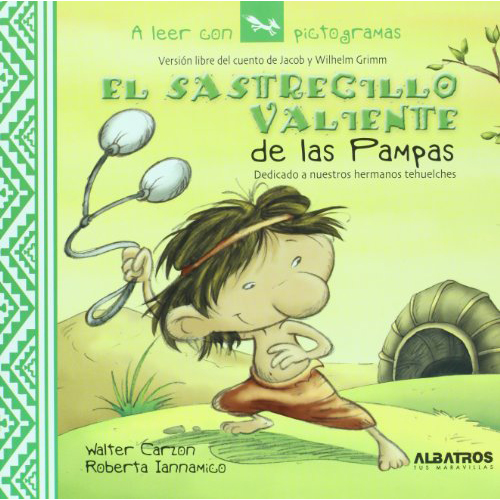 A leer con pictogramas
Versión libre del cuento de Jacob y Wilhelm Grimm
EL SASTRECILLO
VALIENTE
de las Pampas
Dedicado a nuestros hermanos tehuelches
Walter Carzon
Roberta Iannamico
ALBATROS
TUS MARAVILLAS